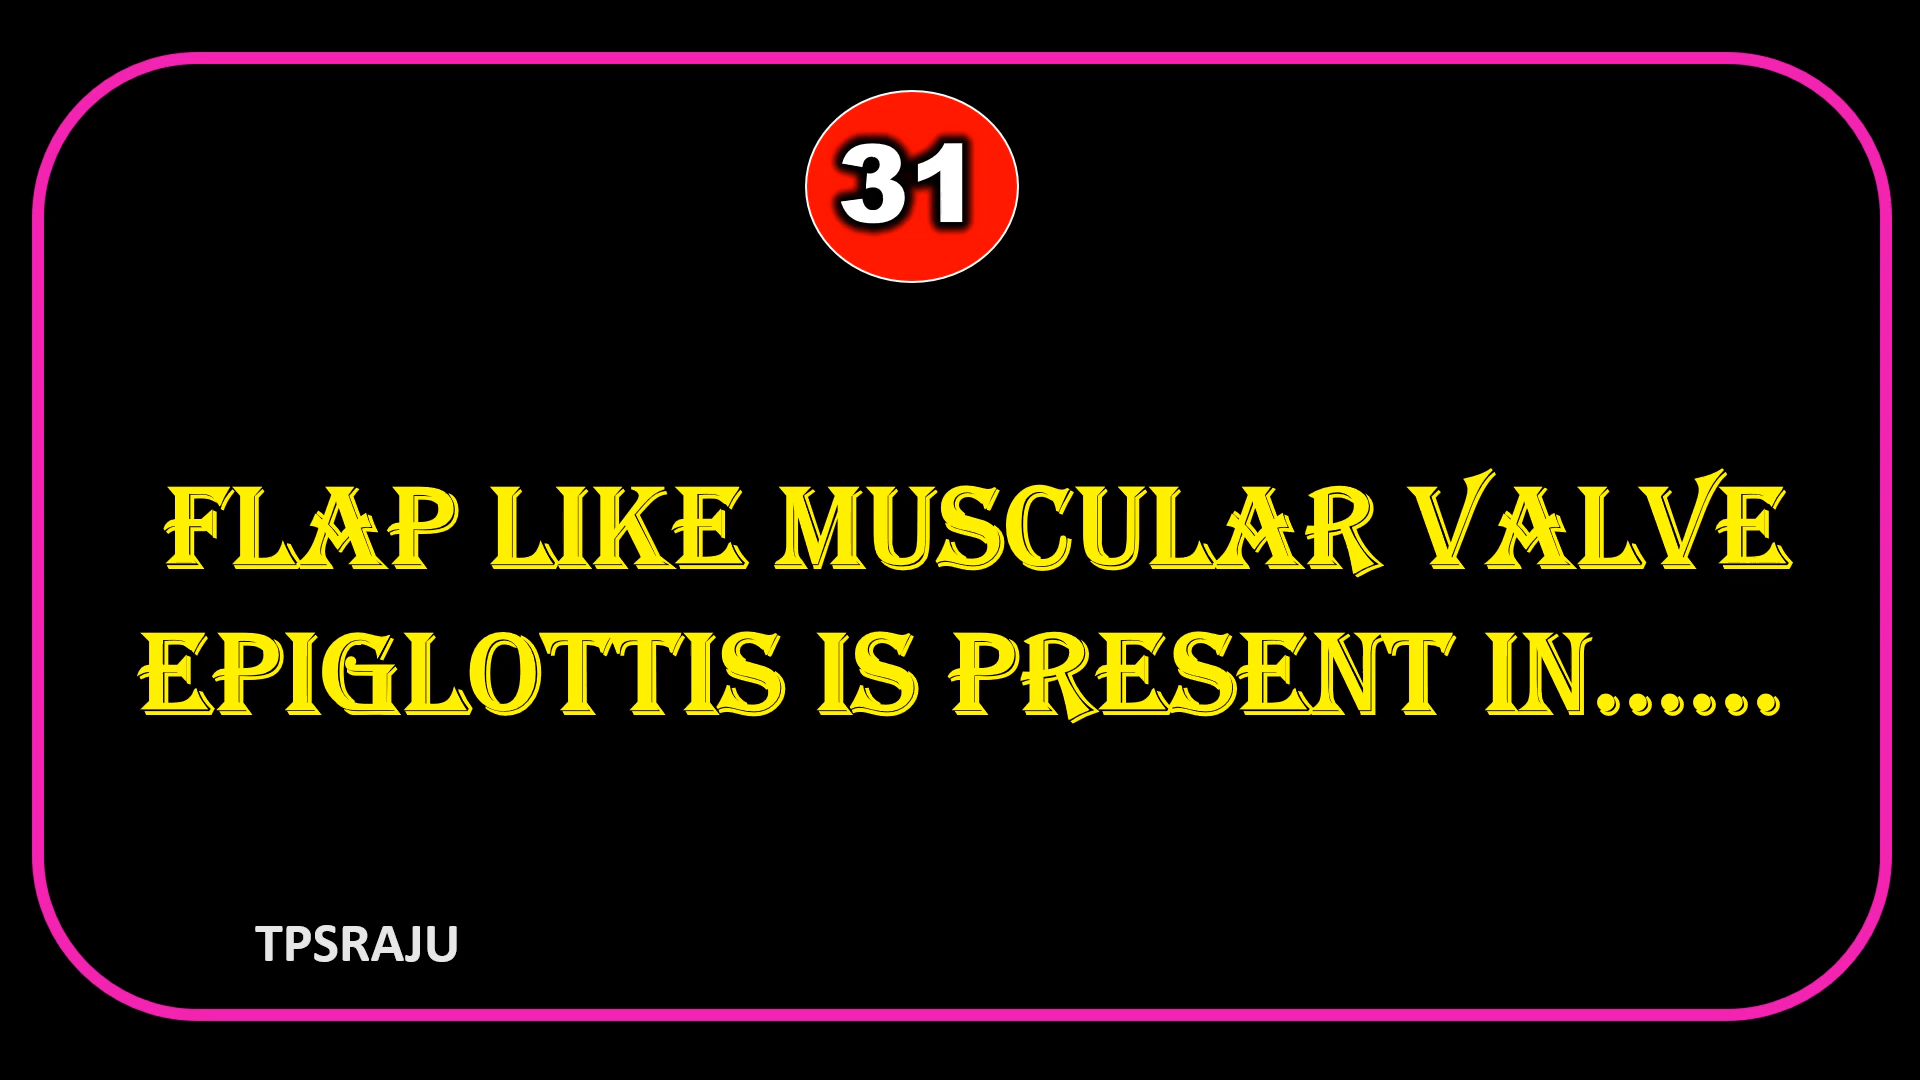 31
FLAP LIKE MUSCULAR VALVE
EPIGLOTTIS IS PRESENT IN......
TPSRAJU